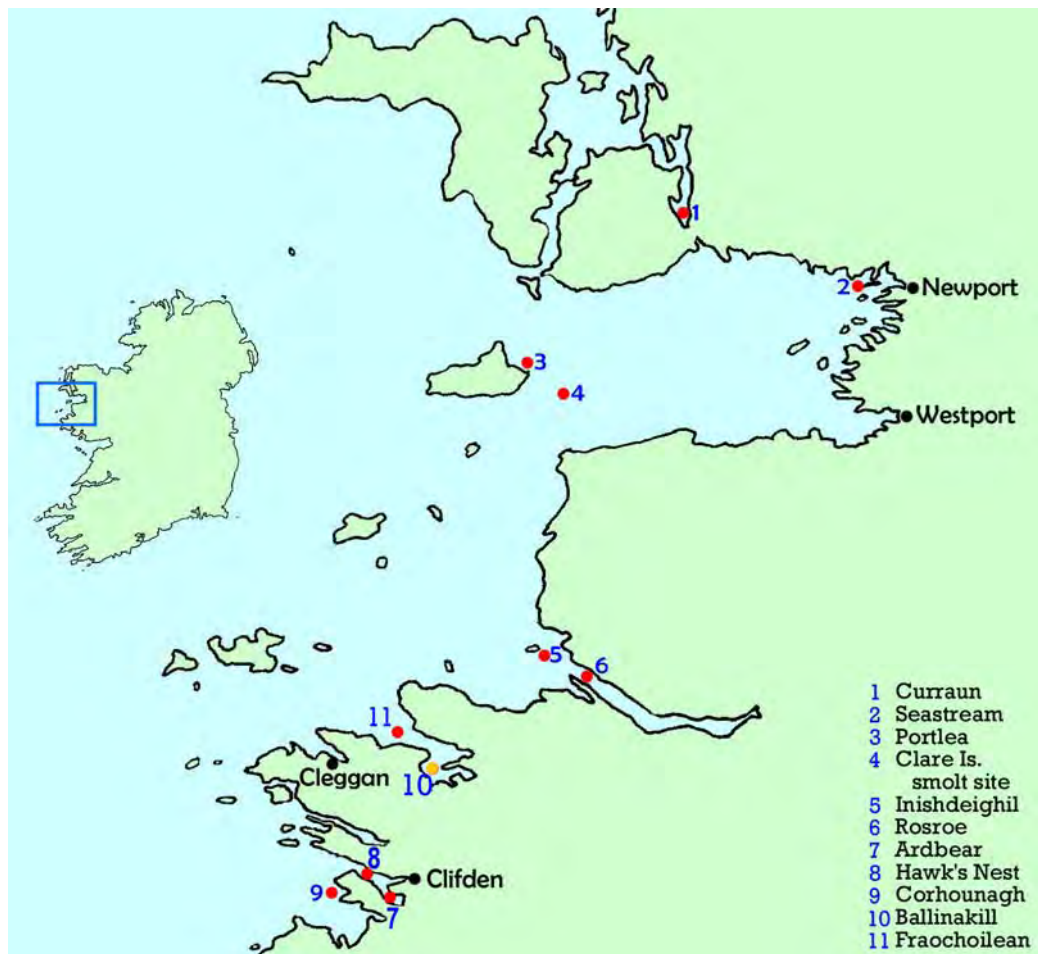 1
2
Newport
3
4
Westport
5
6
11
Cleggan
10
8
Clifden
9
7
1 Curraun
2 Seastream
3 Portlea
4 Clare Is.
smolt site
5 Inishdeighil
6 Rosroe
7 Ardbear
8 Hawk's Nest
9 Corhounagh
10 Ballinakill
11 Fraochoilean